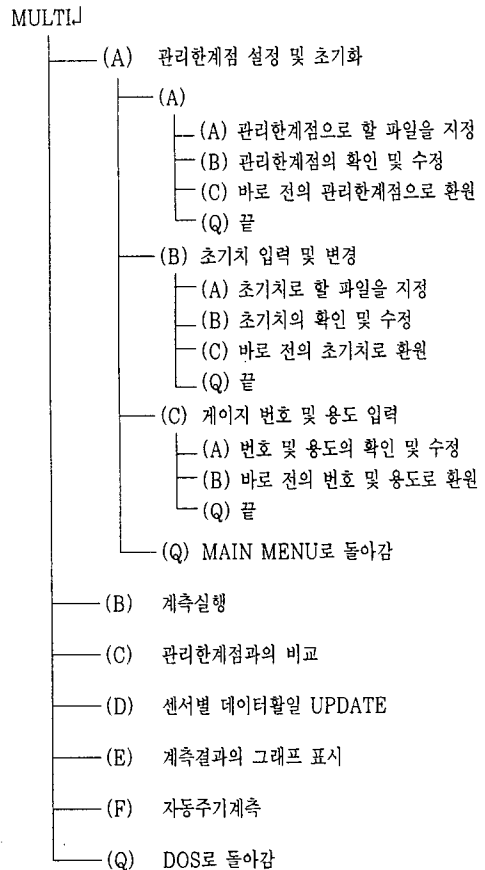 MULTI↲
(A) 관리한계점 설정 및 초기화
(A)
(A) 관리한계점으로 할 파일을 지정
(B) 관리한계점의 확인 및 수정
(C) 바로 전의 관리한계점으로 환원
(Q) 끝
(B) 초기치 입력 및 변경
(A) 초기치로 할 파일을 지정
(B) 초기치의 확인 및 수정
(C) 바로 전의 초기치로 환원
(Q) 끝
(C) 게이지 번호 및 용도 입력
(A) 번호 및 용도의 확인 및 수정
(B) 바로 전의 번호 및 용도로 환원
(Q) 끝
(Q) MAIN MENU로 돌아감
(B) 계측실행
(C) 관리한계점과의 비교
(D) 센서별 데이터활일 UPDATE
(E) 계측결과의 그래프 표시
(F) 자동주기계측
(Q) DOS로 돌아감